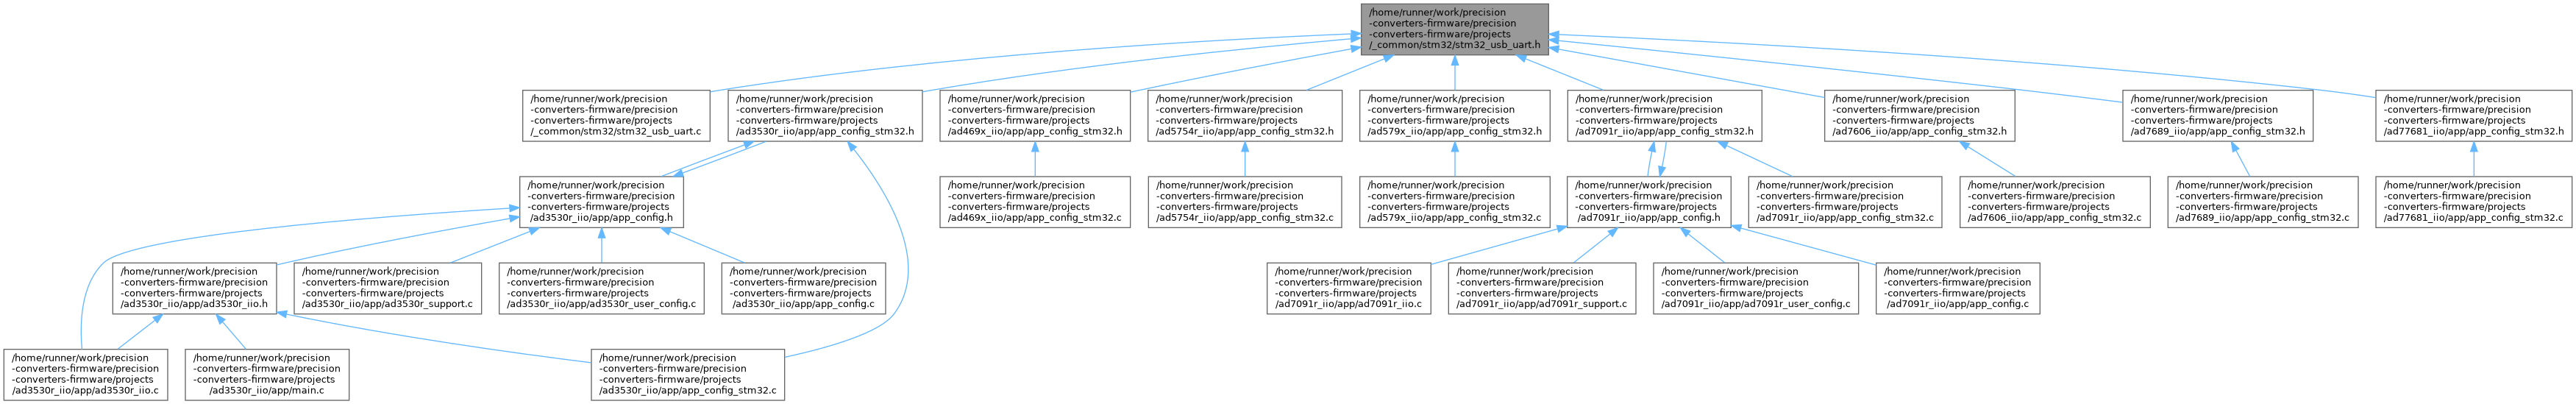 /home/runner/work/precision
-converters-firmware/precision
-converters-firmware/projects
/_common/stm32/stm32_usb_uart.h
/home/runner/work/precision
-converters-firmware/precision
-converters-firmware/projects
/_common/stm32/stm32_usb_uart.c
/home/runner/work/precision
-converters-firmware/precision
-converters-firmware/projects
/ad3530r_iio/app/app_config_stm32.h
/home/runner/work/precision
-converters-firmware/precision
-converters-firmware/projects
/ad469x_iio/app/app_config_stm32.h
/home/runner/work/precision
-converters-firmware/precision
-converters-firmware/projects
/ad5754r_iio/app/app_config_stm32.h
/home/runner/work/precision
-converters-firmware/precision
-converters-firmware/projects
/ad579x_iio/app/app_config_stm32.h
/home/runner/work/precision
-converters-firmware/precision
-converters-firmware/projects
/ad7091r_iio/app/app_config_stm32.h
/home/runner/work/precision
-converters-firmware/precision
-converters-firmware/projects
/ad7606_iio/app/app_config_stm32.h
/home/runner/work/precision
-converters-firmware/precision
-converters-firmware/projects
/ad7689_iio/app/app_config_stm32.h
/home/runner/work/precision
-converters-firmware/precision
-converters-firmware/projects
/ad77681_iio/app/app_config_stm32.h
/home/runner/work/precision
-converters-firmware/precision
-converters-firmware/projects
/ad3530r_iio/app/app_config.h
/home/runner/work/precision
-converters-firmware/precision
-converters-firmware/projects
/ad469x_iio/app/app_config_stm32.c
/home/runner/work/precision
-converters-firmware/precision
-converters-firmware/projects
/ad5754r_iio/app/app_config_stm32.c
/home/runner/work/precision
-converters-firmware/precision
-converters-firmware/projects
/ad579x_iio/app/app_config_stm32.c
/home/runner/work/precision
-converters-firmware/precision
-converters-firmware/projects
/ad7091r_iio/app/app_config.h
/home/runner/work/precision
-converters-firmware/precision
-converters-firmware/projects
/ad7091r_iio/app/app_config_stm32.c
/home/runner/work/precision
-converters-firmware/precision
-converters-firmware/projects
/ad7606_iio/app/app_config_stm32.c
/home/runner/work/precision
-converters-firmware/precision
-converters-firmware/projects
/ad7689_iio/app/app_config_stm32.c
/home/runner/work/precision
-converters-firmware/precision
-converters-firmware/projects
/ad77681_iio/app/app_config_stm32.c
/home/runner/work/precision
-converters-firmware/precision
-converters-firmware/projects
/ad3530r_iio/app/ad3530r_iio.h
/home/runner/work/precision
-converters-firmware/precision
-converters-firmware/projects
/ad3530r_iio/app/ad3530r_support.c
/home/runner/work/precision
-converters-firmware/precision
-converters-firmware/projects
/ad3530r_iio/app/ad3530r_user_config.c
/home/runner/work/precision
-converters-firmware/precision
-converters-firmware/projects
/ad3530r_iio/app/app_config.c
/home/runner/work/precision
-converters-firmware/precision
-converters-firmware/projects
/ad7091r_iio/app/ad7091r_iio.c
/home/runner/work/precision
-converters-firmware/precision
-converters-firmware/projects
/ad7091r_iio/app/ad7091r_support.c
/home/runner/work/precision
-converters-firmware/precision
-converters-firmware/projects
/ad7091r_iio/app/ad7091r_user_config.c
/home/runner/work/precision
-converters-firmware/precision
-converters-firmware/projects
/ad7091r_iio/app/app_config.c
/home/runner/work/precision
-converters-firmware/precision
-converters-firmware/projects
/ad3530r_iio/app/ad3530r_iio.c
/home/runner/work/precision
-converters-firmware/precision
-converters-firmware/projects
/ad3530r_iio/app/main.c
/home/runner/work/precision
-converters-firmware/precision
-converters-firmware/projects
/ad3530r_iio/app/app_config_stm32.c